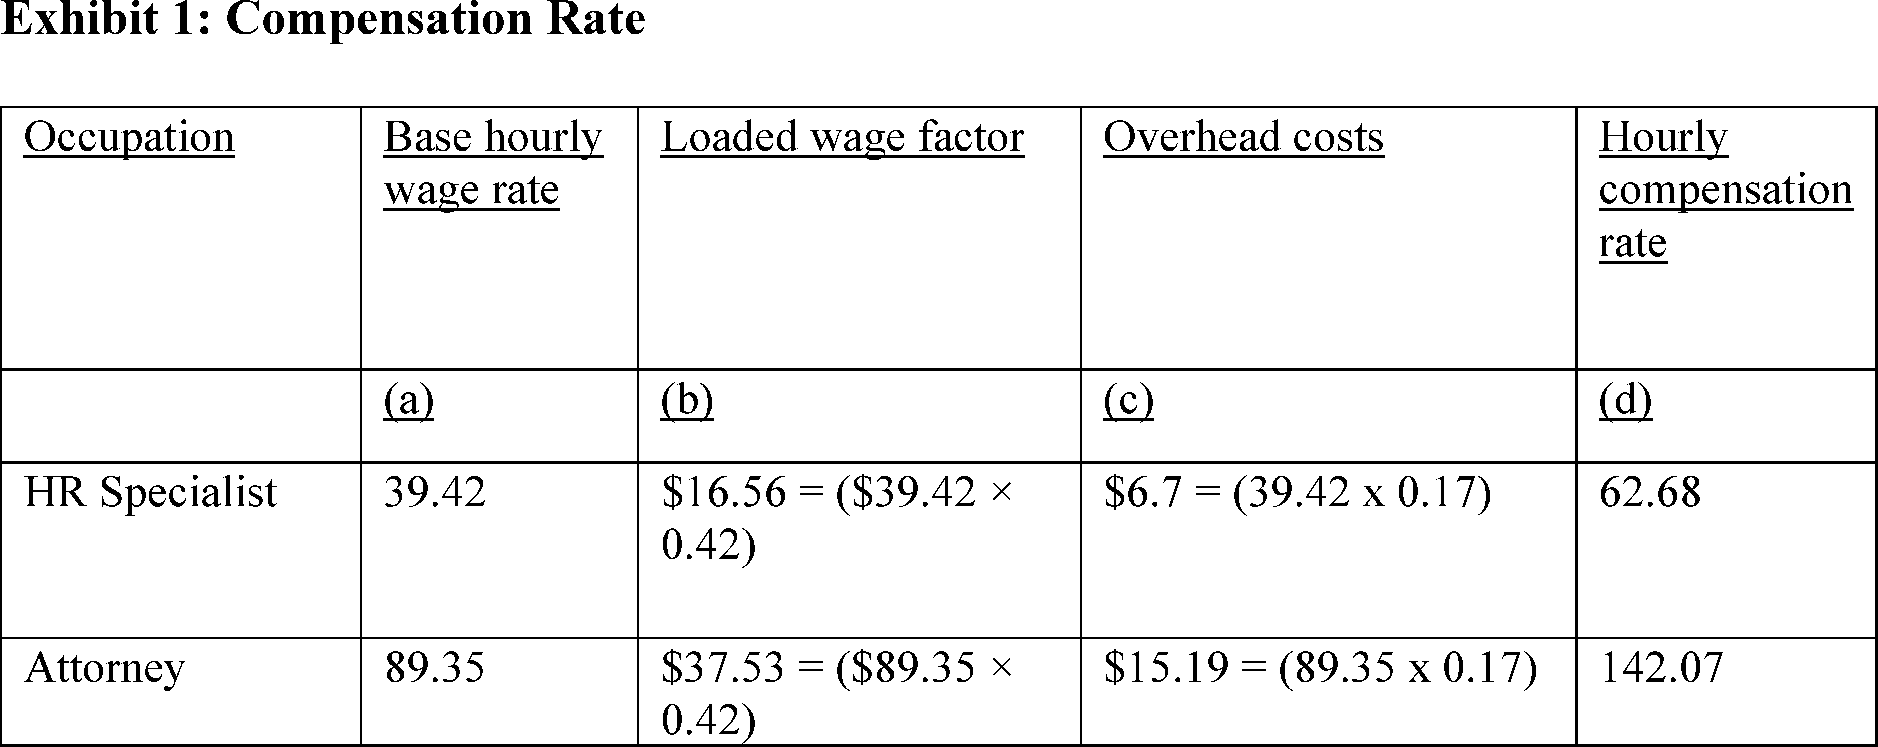 Exhibit 1: Compensation Rate
Occupation
Base hourly
wage rate
Loaded wage factor
Overhead costs
Hourly
compensation
rate
(a)
(b)
(c)
(d)
HR Specialist
39.42
$16.56 = ($39.42 ×
0.42)
$6.7 = (39.42 x 0.17)
62.68
Attorney
89.35
$37.53 = ($89.35 ×
0.42)
$15.19 = (89.35 x 0.17)
142.07